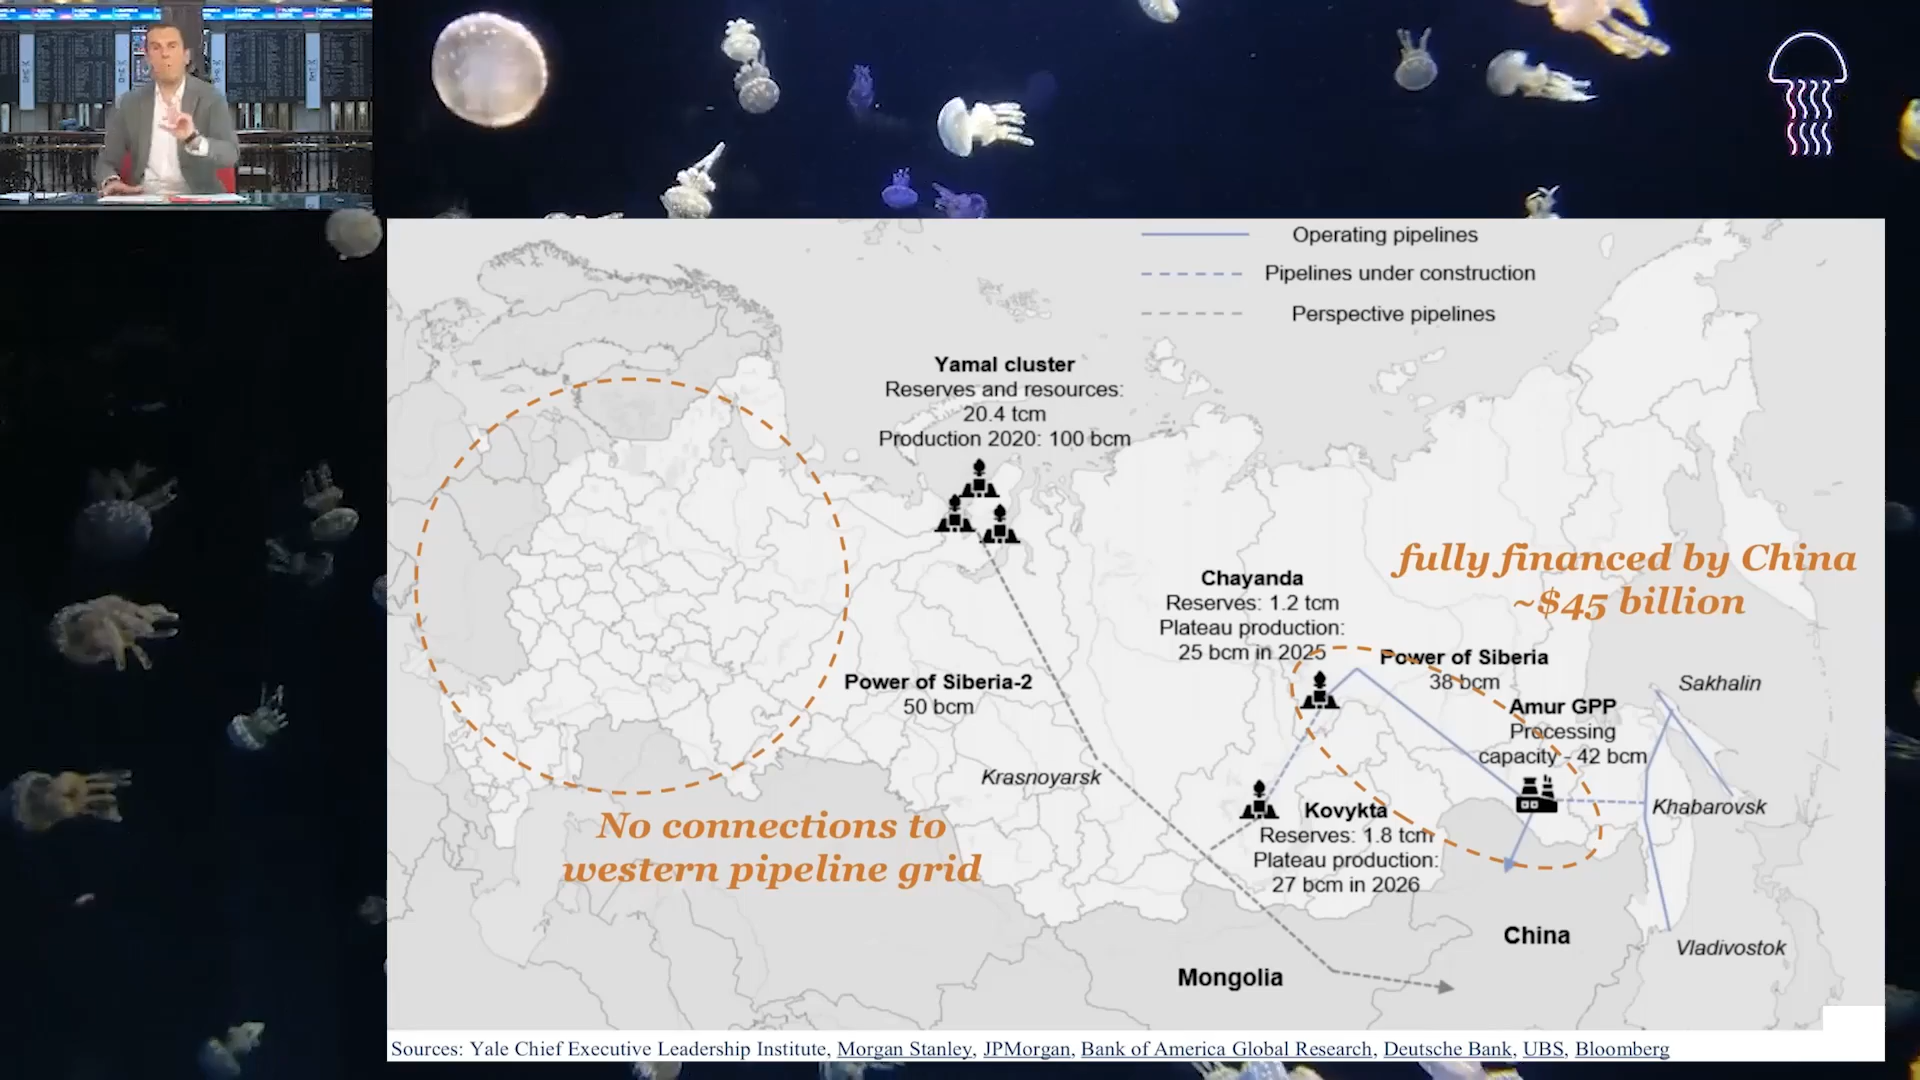 Operating pipelines
Pipelines under construction
Perspective pipelines
Yamal cluster
Reserves and resources:
20.4 tcm
Production 2020: 100 bcm
fully financed by China
~$45 billion
Chayanda
Reserves: 1.2 tcm
Plateau production:
25 bcm in 2025
Power of Siberia
38 bcm
Power of Siberia-2
50 bcm
Sakhalin
Amur GPP
Processing
capacity - 42 bcm
Krasnoyarsk
Khabarovsk
Kovykta
Reserves: 1.8 tcm
Plateau production:
27 bcm in 2026
No connections to
western pipeline grid
China
Vladivostok
Mongolia
Sources: Yale Chief Executive Leadership Institute, Morgan Stanley, JPMorgan, Bank of America Global Research, Deutsche Bank, UBS, Bloomberg